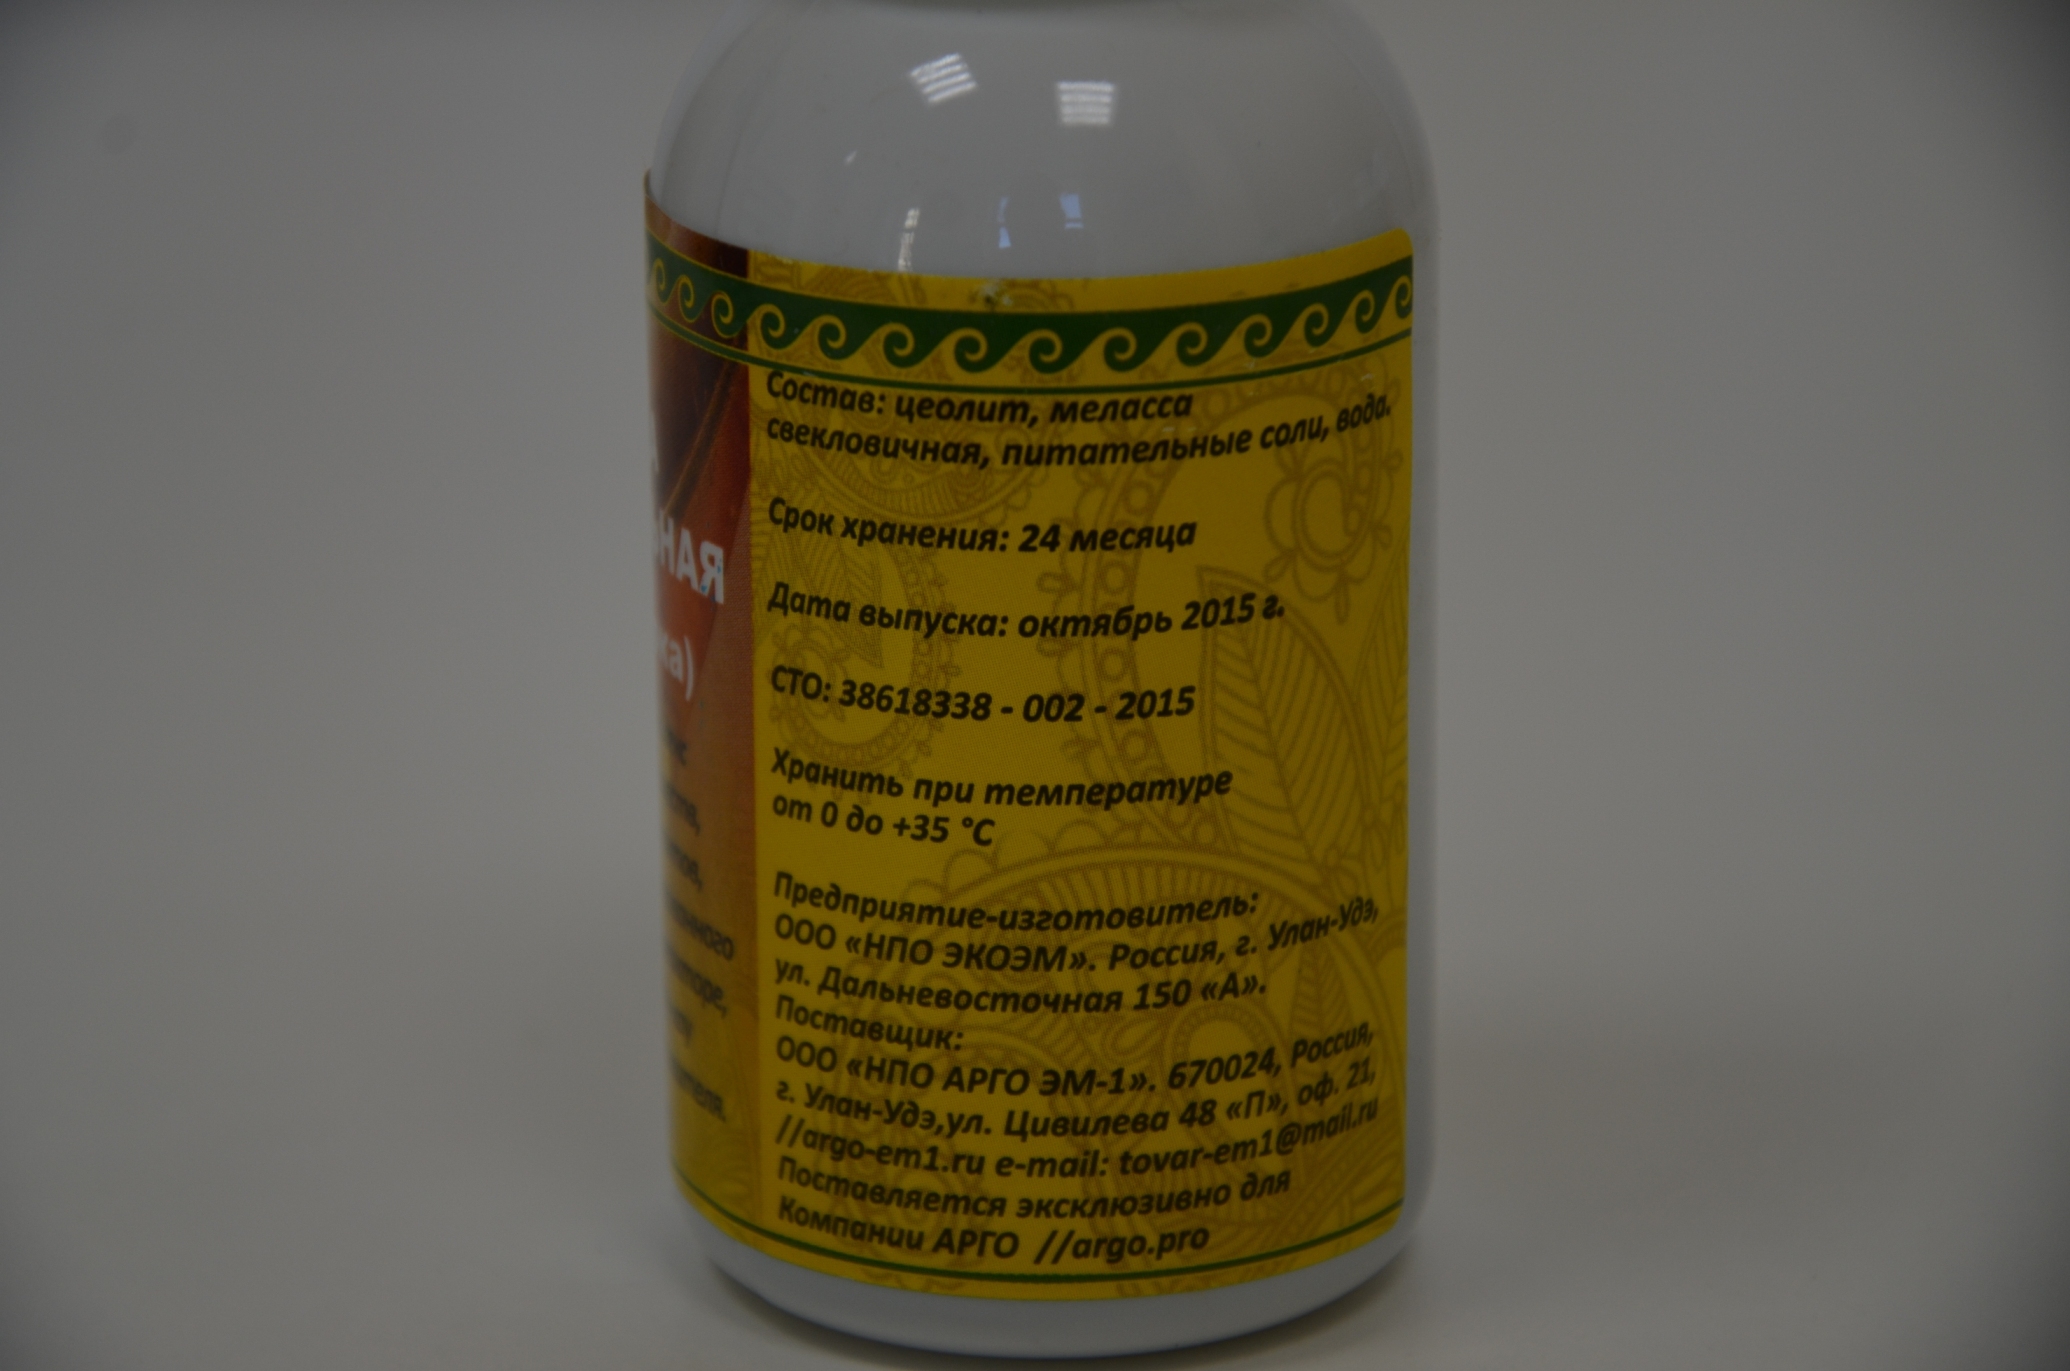 Состав: цеолит, меласса
свекловичная, питательные соли, вода.
Срок хранения: 24 месяца
Дата выпуска: октябрь 2015 г.
СТО: 38618338 - 002 - 2015
Хранить при температуре
от 0 до +35 °С
Предприятие-изготовитель:
ООО «НПО ЭКОЭМ». Россия, г. Улан-Удэ,
ул. Дальневосточная 150 «А».
Поставщик:
ООО «НПО АРГО ЭМ-1». 670024, Россия,
г. Улан-Удэ,ул. Цивилева 48 «П», оф. 21,
//argo-em1.ru e-mail: tovar-em1@mail.ru
Поставляется эксклюзивно для
Компании АРГО //argo.pro